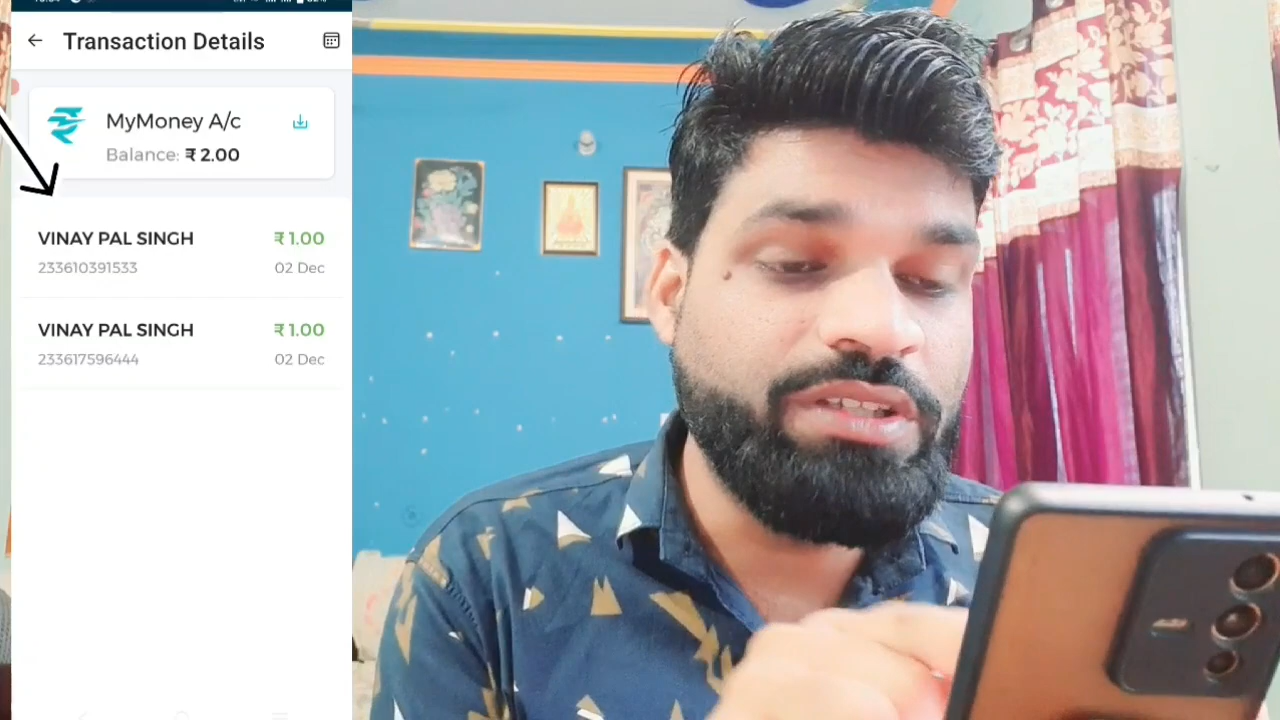 Transaction Details
MyMoney A/c
Balance: ₹ 2.00
VINAY PAL SINGH ₹ 1.00
233610391533 02 Dec
VINAY PAL SINGH ₹ 1.00
233617596444 02 Dec